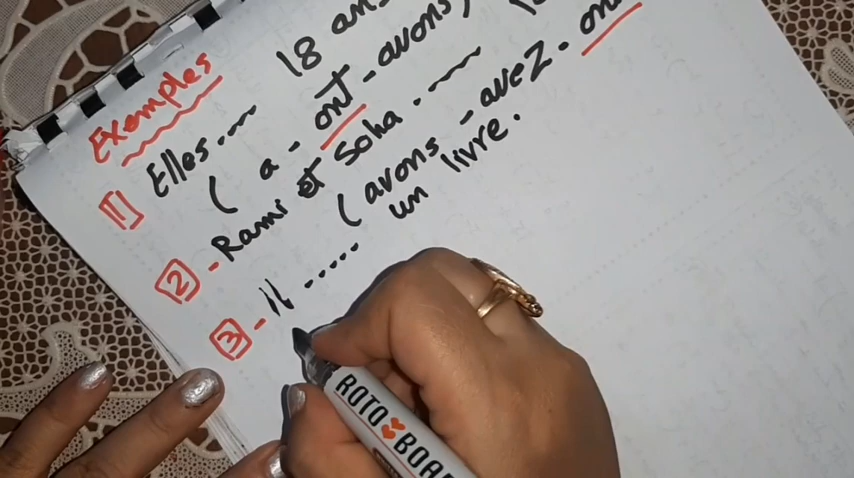 Exemples
1 Elles.... 18 ans
( a - ont - avons)
2 - Rami et Soha.
( avons - avez - ont
3 - Il ..... un livre.
ROTO BOAR